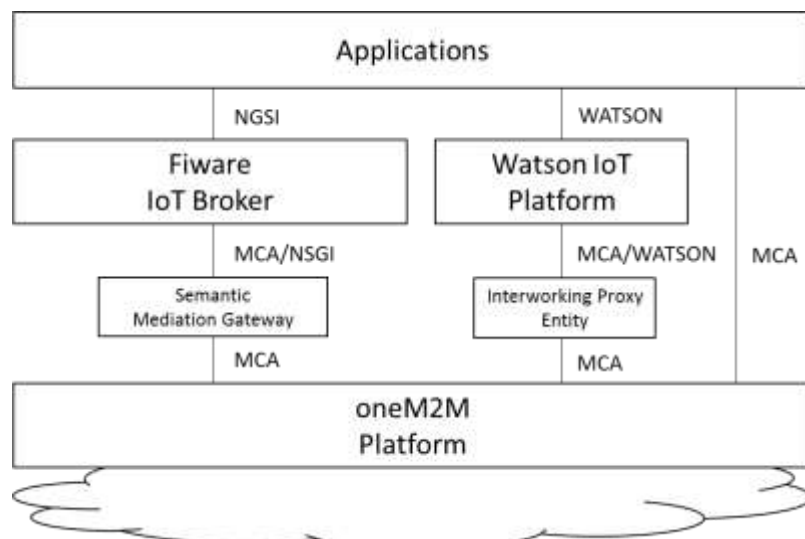 Applications
NGSI
WATSON
Fiware
IoT Broker
Watson IoT
Platform
MCA/NSGI
MCA/WATSON
MCA
Semantic
Mediation Gateway
Interworking Proxy
Entity
MCA
MCA
oneM2M
Platform